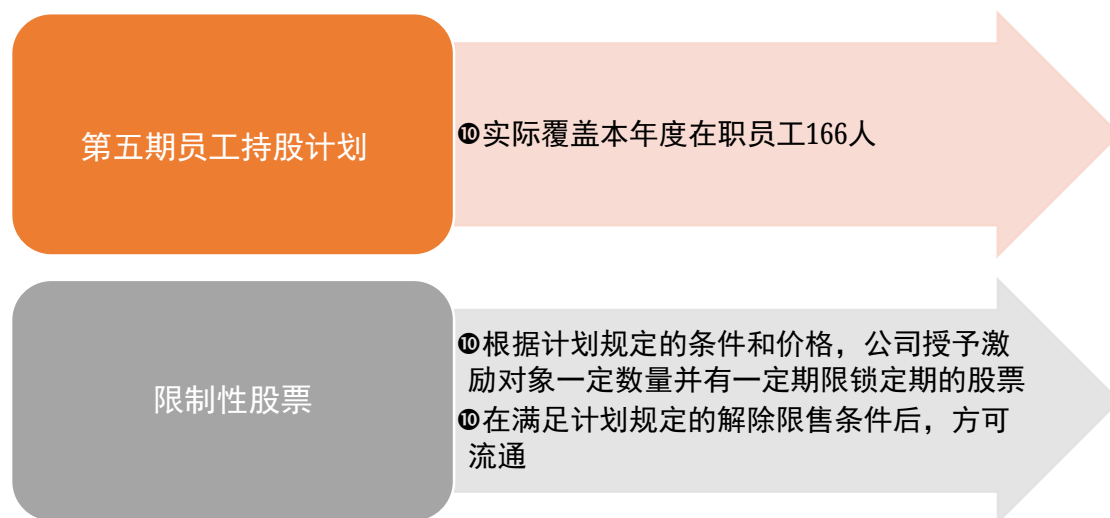 第五期员工持股计划
❿实际覆盖本年度在职员工166人
限制性股票
❿根据计划规定的条件和价格，公司授予激
励对象一定数量并有一定期限锁定期的股票
❿在满足计划规定的解除限售条件后，方可
流通